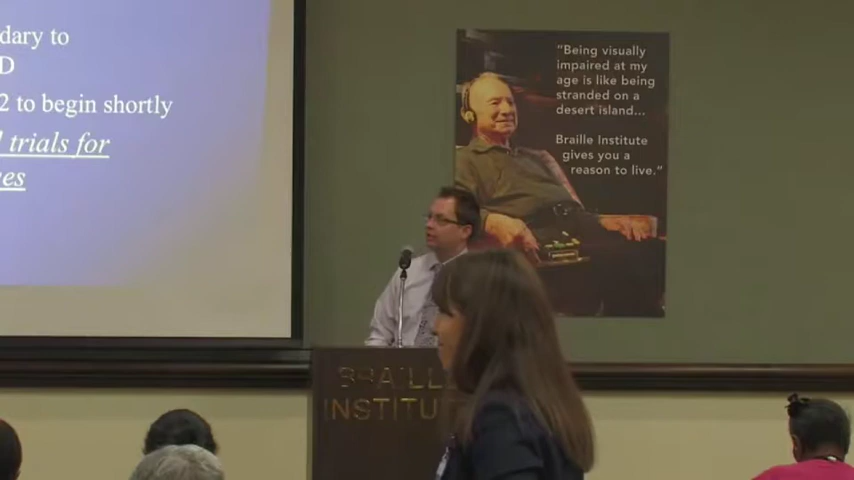 dary to
D
2 to begin shortly
l trials for
es
"Being visually
impaired at my
age is like being
stranded on a
desert island...
Braille Institute
gives you a
reason to live."
BRAILLE
INSTITUT